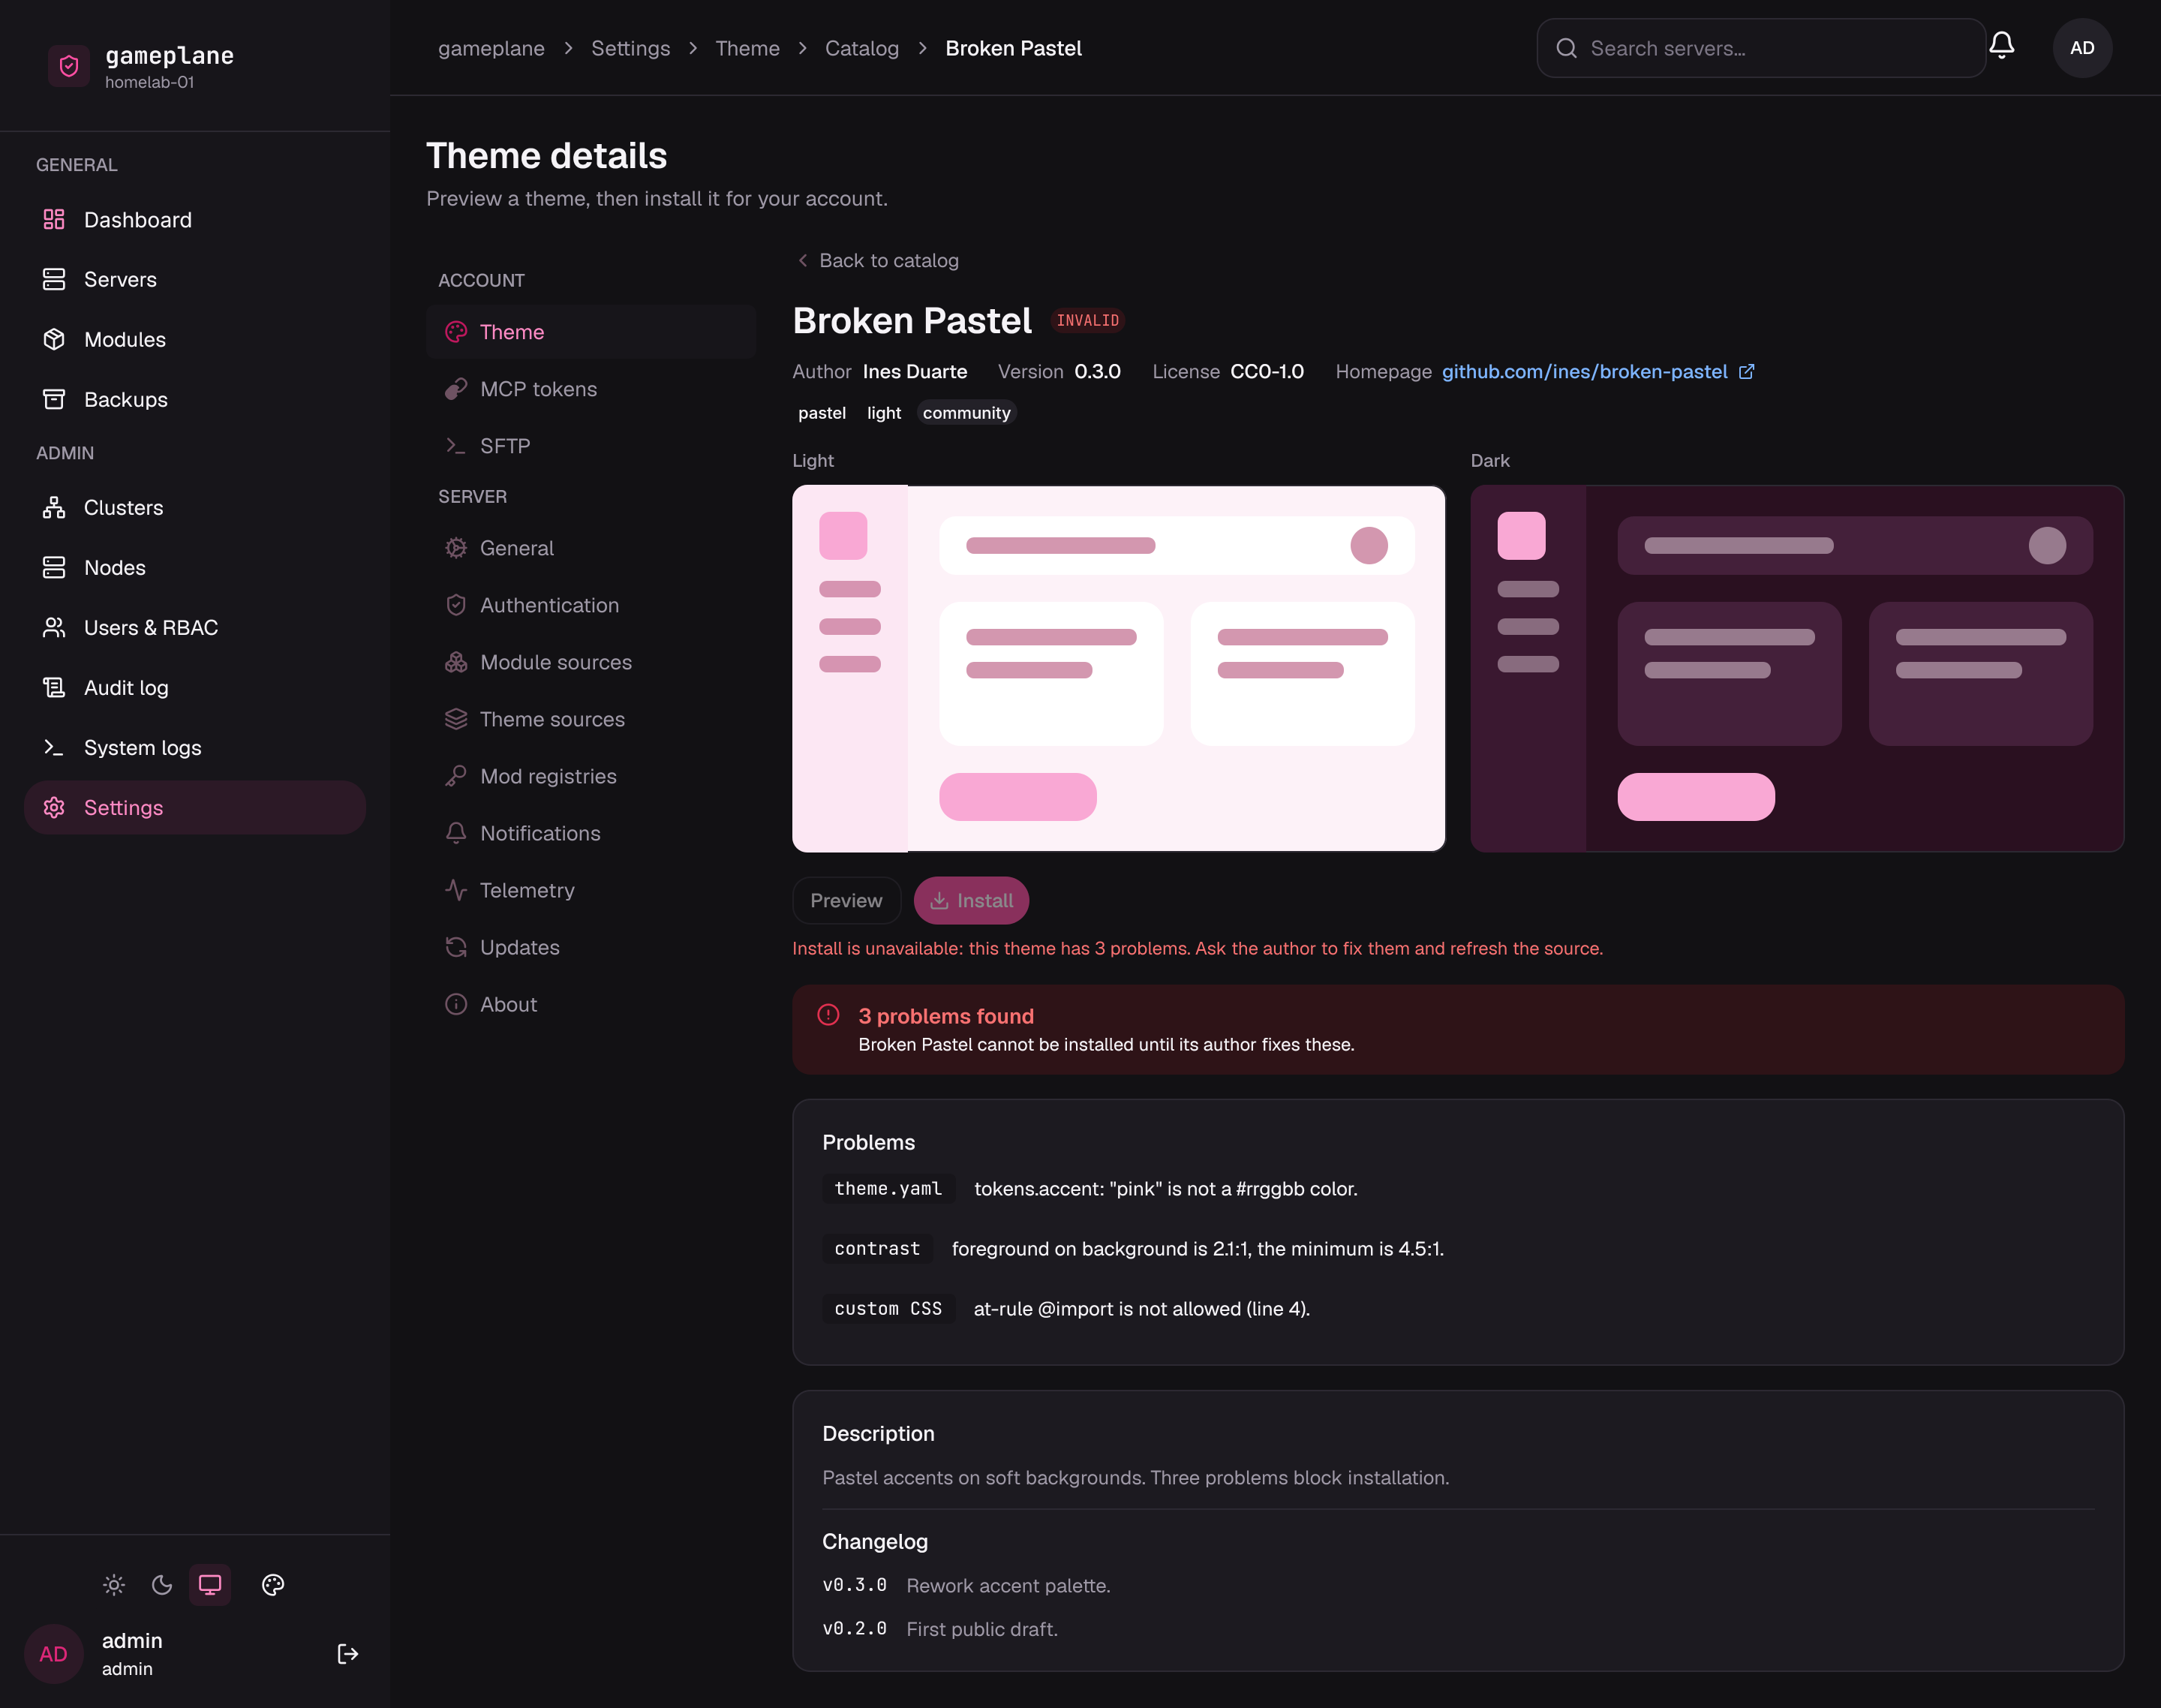 gameplane
homelab-01
GENERAL
Dashboard
Servers
Modules
Backups
ADMIN
Clusters
Nodes
Users & RBAC
Audit log
System logs
Settings
AD
admin
admin
gameplane > Settings > Theme > Catalog > Broken Pastel
Search servers...
AD
Theme details
Preview a theme, then install it for your account.
ACCOUNT
Theme
MCP tokens
SFTP
SERVER
General
Authentication
Module sources
Theme sources
Mod registries
Notifications
Telemetry
Updates
About
Back to catalog
Broken Pastel INVALID
Author Ines Duarte Version 0.3.0 License CC0-1.0 Homepage github.com/ines/broken-pastel
pastel light community
Light
Dark
Preview Install
Install is unavailable: this theme has 3 problems. Ask the author to fix them and refresh the source.
3 problems found
Broken Pastel cannot be installed until its author fixes these.
Problems
theme.yaml tokens.accent: "pink" is not a #rrggbb color.
contrast foreground on background is 2.1:1, the minimum is 4.5:1.
custom CSS at-rule @import is not allowed (line 4).
Description
Pastel accents on soft backgrounds. Three problems block installation.
Changelog
v0.3.0 Rework accent palette.
v0.2.0 First public draft.